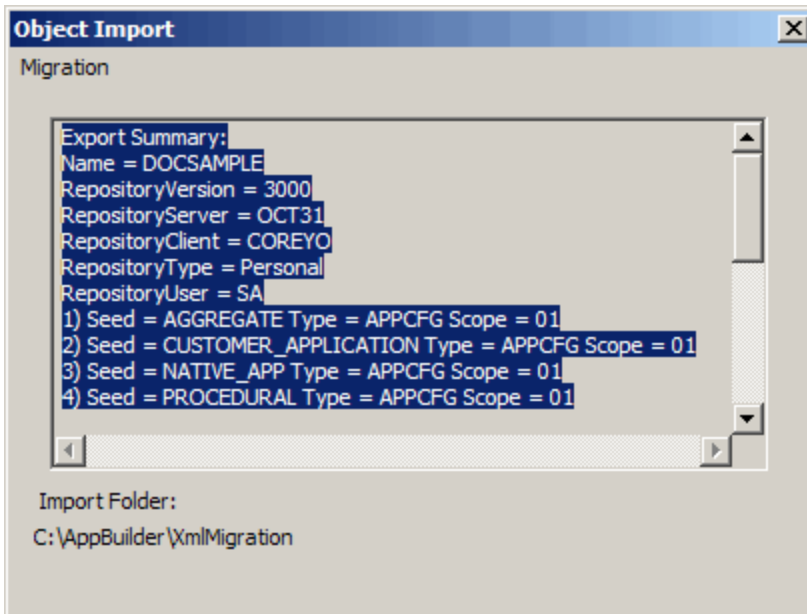 Object Import
Migration
Export Summary:
Name = DOCSAMPLE
RepositoryVersion = 3000
RepositoryServer = OCT31
RepositoryClient = COREYO
RepositoryType = Personal
RepositoryUser = SA
1) Seed = AGGREGATE Type = APPCFG Scope = 01
2) Seed = CUSTOMER_APPLICATION Type = APPCFG Scope = 01
3) Seed = NATIVE_APP Type = APPCFG Scope = 01
4) Seed = PROCEDURAL Type = APPCFG Scope = 01
Import Folder:
C:\AppBuilder\XmlMigration